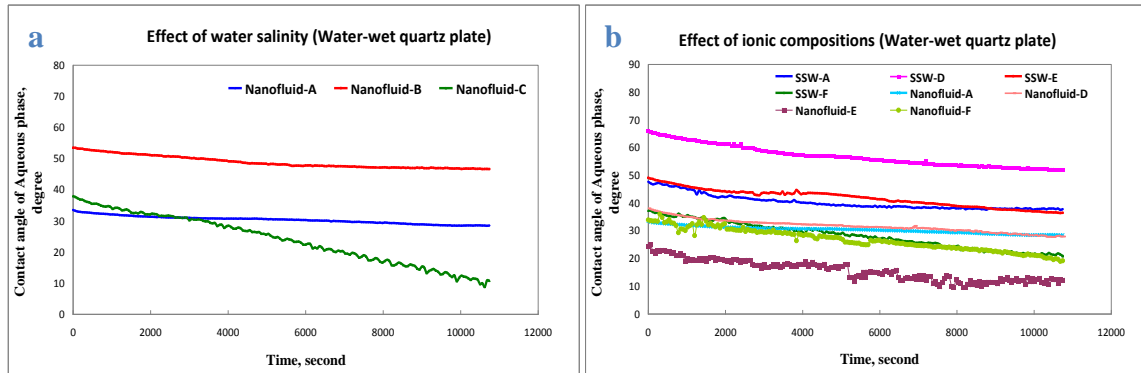 a
Effect of water salinity (Water-wet quartz plate)
Nanofluid-A Nanofluid-B Nanofluid-C
80
70
60
50
40
30
20
10
0
Contact angle of Aqueous phase,
degree
0 2000 4000 6000 8000 10000 12000
Time, second
b
Effect of ionic compositions (Water-wet quartz plate)
SSW-A SSW-D SSW-E
SSW-F Nanofluid-A Nanofluid-D
Nanofluid-E Nanofluid-F
90
80
70
60
50
40
30
20
10
0
Contact angle of Aqueous phase,
degree
0 2000 4000 6000 8000 10000 12000
Time, second